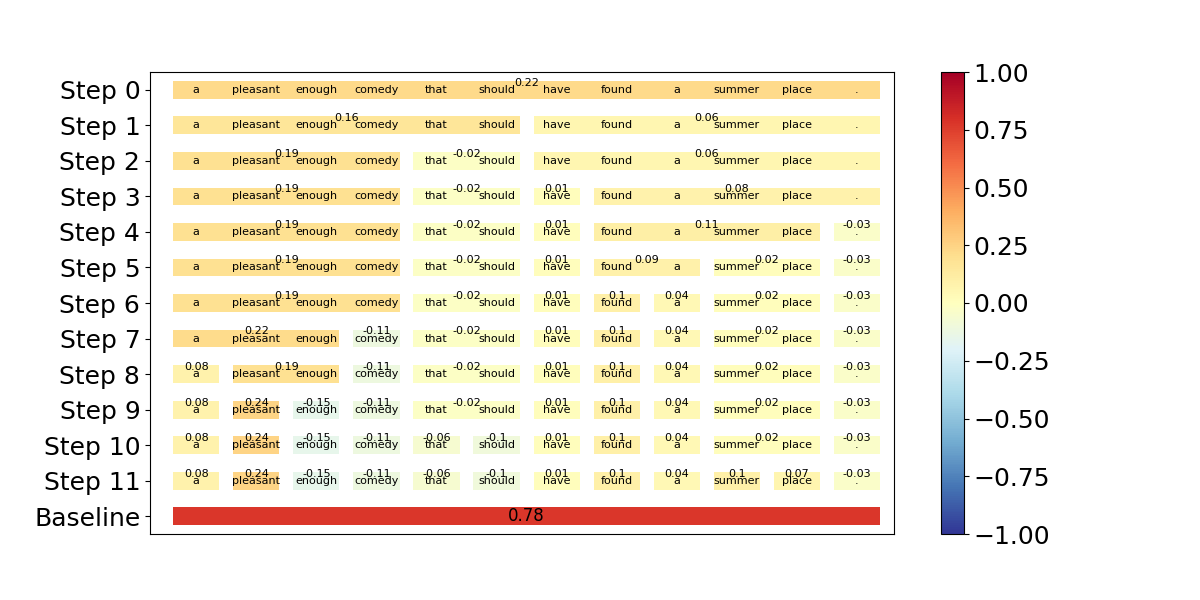 Step 0 0.22 a pleasant enough comedy that should have found a summer place .
Step 1 0.16 0.06 a pleasant enough comedy that should have found a summer place .
Step 2 0.19 -0.02 0.06 a pleasant enough comedy that should have found a summer place .
Step 3 0.19 -0.02 0.01 0.08 a pleasant enough comedy that should have found a summer place .
Step 4 0.19 -0.02 0.01 0.11 -0.03 a pleasant enough comedy that should have found a summer place .
Step 5 0.19 -0.02 0.01 0.09 0.02 -0.03 a pleasant enough comedy that should have found a summer place .
Step 6 0.19 -0.02 0.01 0.1 0.04 0.02 -0.03 a pleasant enough comedy that should have found a summer place .
Step 7 0.22 -0.11 -0.02 0.01 0.1 0.04 0.02 -0.03 a pleasant enough comedy that should have found a summer place .
Step 8 0.08 0.19 -0.11 -0.02 0.01 0.1 0.04 0.02 -0.03 a pleasant enough comedy that should have found a summer place .
Step 9 0.08 0.24 -0.15 -0.11 -0.02 0.01 0.1 0.04 0.02 -0.03 a pleasant enough comedy that should have found a summer place .
Step 10 0.08 0.24 -0.15 -0.11 -0.06 -0.1 0.01 0.1 0.04 0.02 -0.03 a pleasant enough comedy that should have found a summer place .
Step 11 0.08 0.24 -0.15 -0.11 -0.06 -0.1 0.01 0.1 0.04 0.1 0.07 -0.03 a pleasant enough comedy that should have found a summer place .
Baseline 0.78
1.00
0.75
0.50
0.25
0.00
−0.25
−0.50
−0.75
−1.00